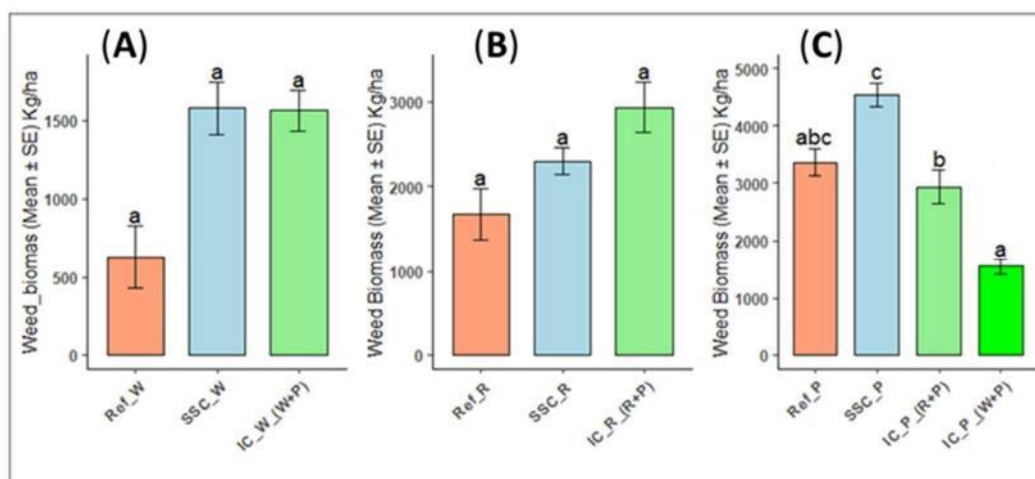 (A)
Weed_biomas (Mean ± SE) Kg/ha
1500
1000
500
0
a
a
a
Ref_W
SSC_W
IC_W_(W+P)
(B)
Weed Biomass (Mean ± SE) Kg/ha
3000
2000
1000
0
a
a
a
Ref_R
SSC_R
IC_R_(R+P)
(C)
Weed Biomass (Mean ± SE) Kg/ha
5000
4000
3000
2000
1000
0
abc
c
b
a
Ref_P
SSC_P
IC_P_(R+P)
IC_P_(W+P)